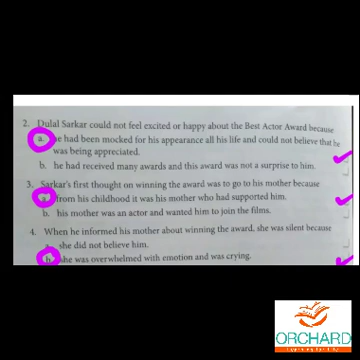 2. Dulal Sarkar could not feel excited or happy about the Best Actor Award because
a. he had been mocked for his appearance all his life and could not believe that he
was being appreciated.
b. he had received many awards and this award was not a surprise to him.
3. Sarkar's first thought on winning the award was to go to his mother because
a. from his childhood it was his mother who had supported him.
b. his mother was an actor and wanted him to join the films.
4. When he informed his mother about winning the award, she was silent because
a. she did not believe him.
b. she was overwhelmed with emotion and was crying.
ORCHARD